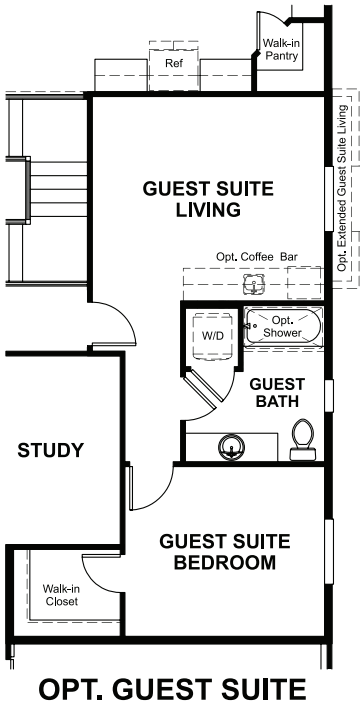 Walk-in
Pantry
Ref
GUEST SUITE
LIVING
Opt. Extended Guest Suite Living
Opt. Coffee Bar
W/D
Opt.
Shower
GUEST
BATH
STUDY
GUEST SUITE
BEDROOM
Walk-in
Closet
OPT. GUEST SUITE